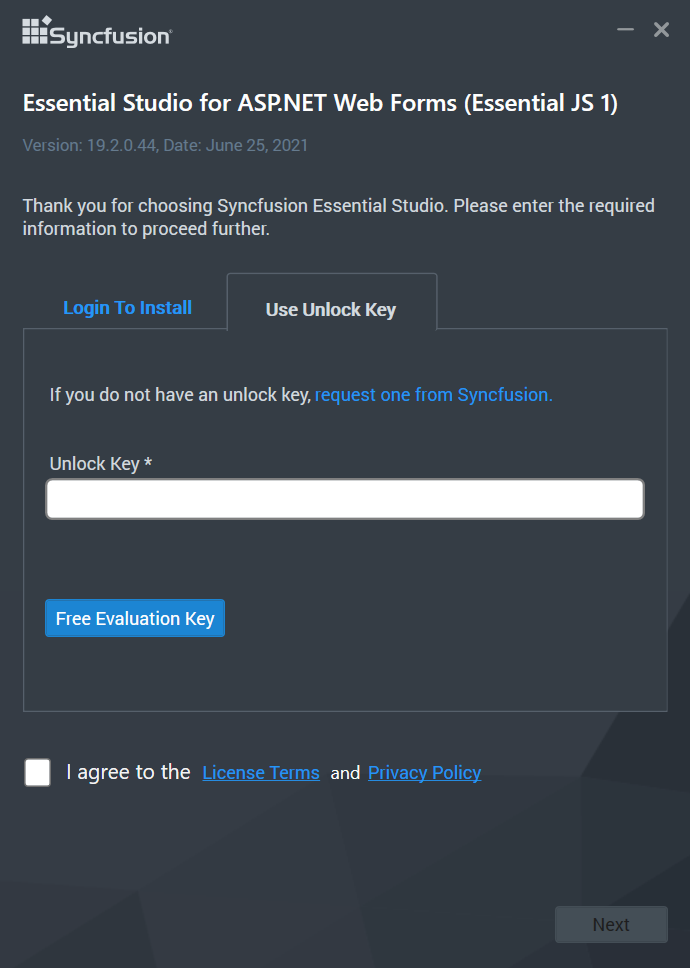 Syncfusion®
Essential Studio for ASP.NET Web Forms (Essential JS 1)
Version: 19.2.0.44, Date: June 25, 2021
Thank you for choosing Syncfusion Essential Studio. Please enter the required
information to proceed further.
Login To Install
Use Unlock Key
If you do not have an unlock key, request one from Syncfusion.
Unlock Key *
Free Evaluation Key
I agree to the License Terms and Privacy Policy
Next